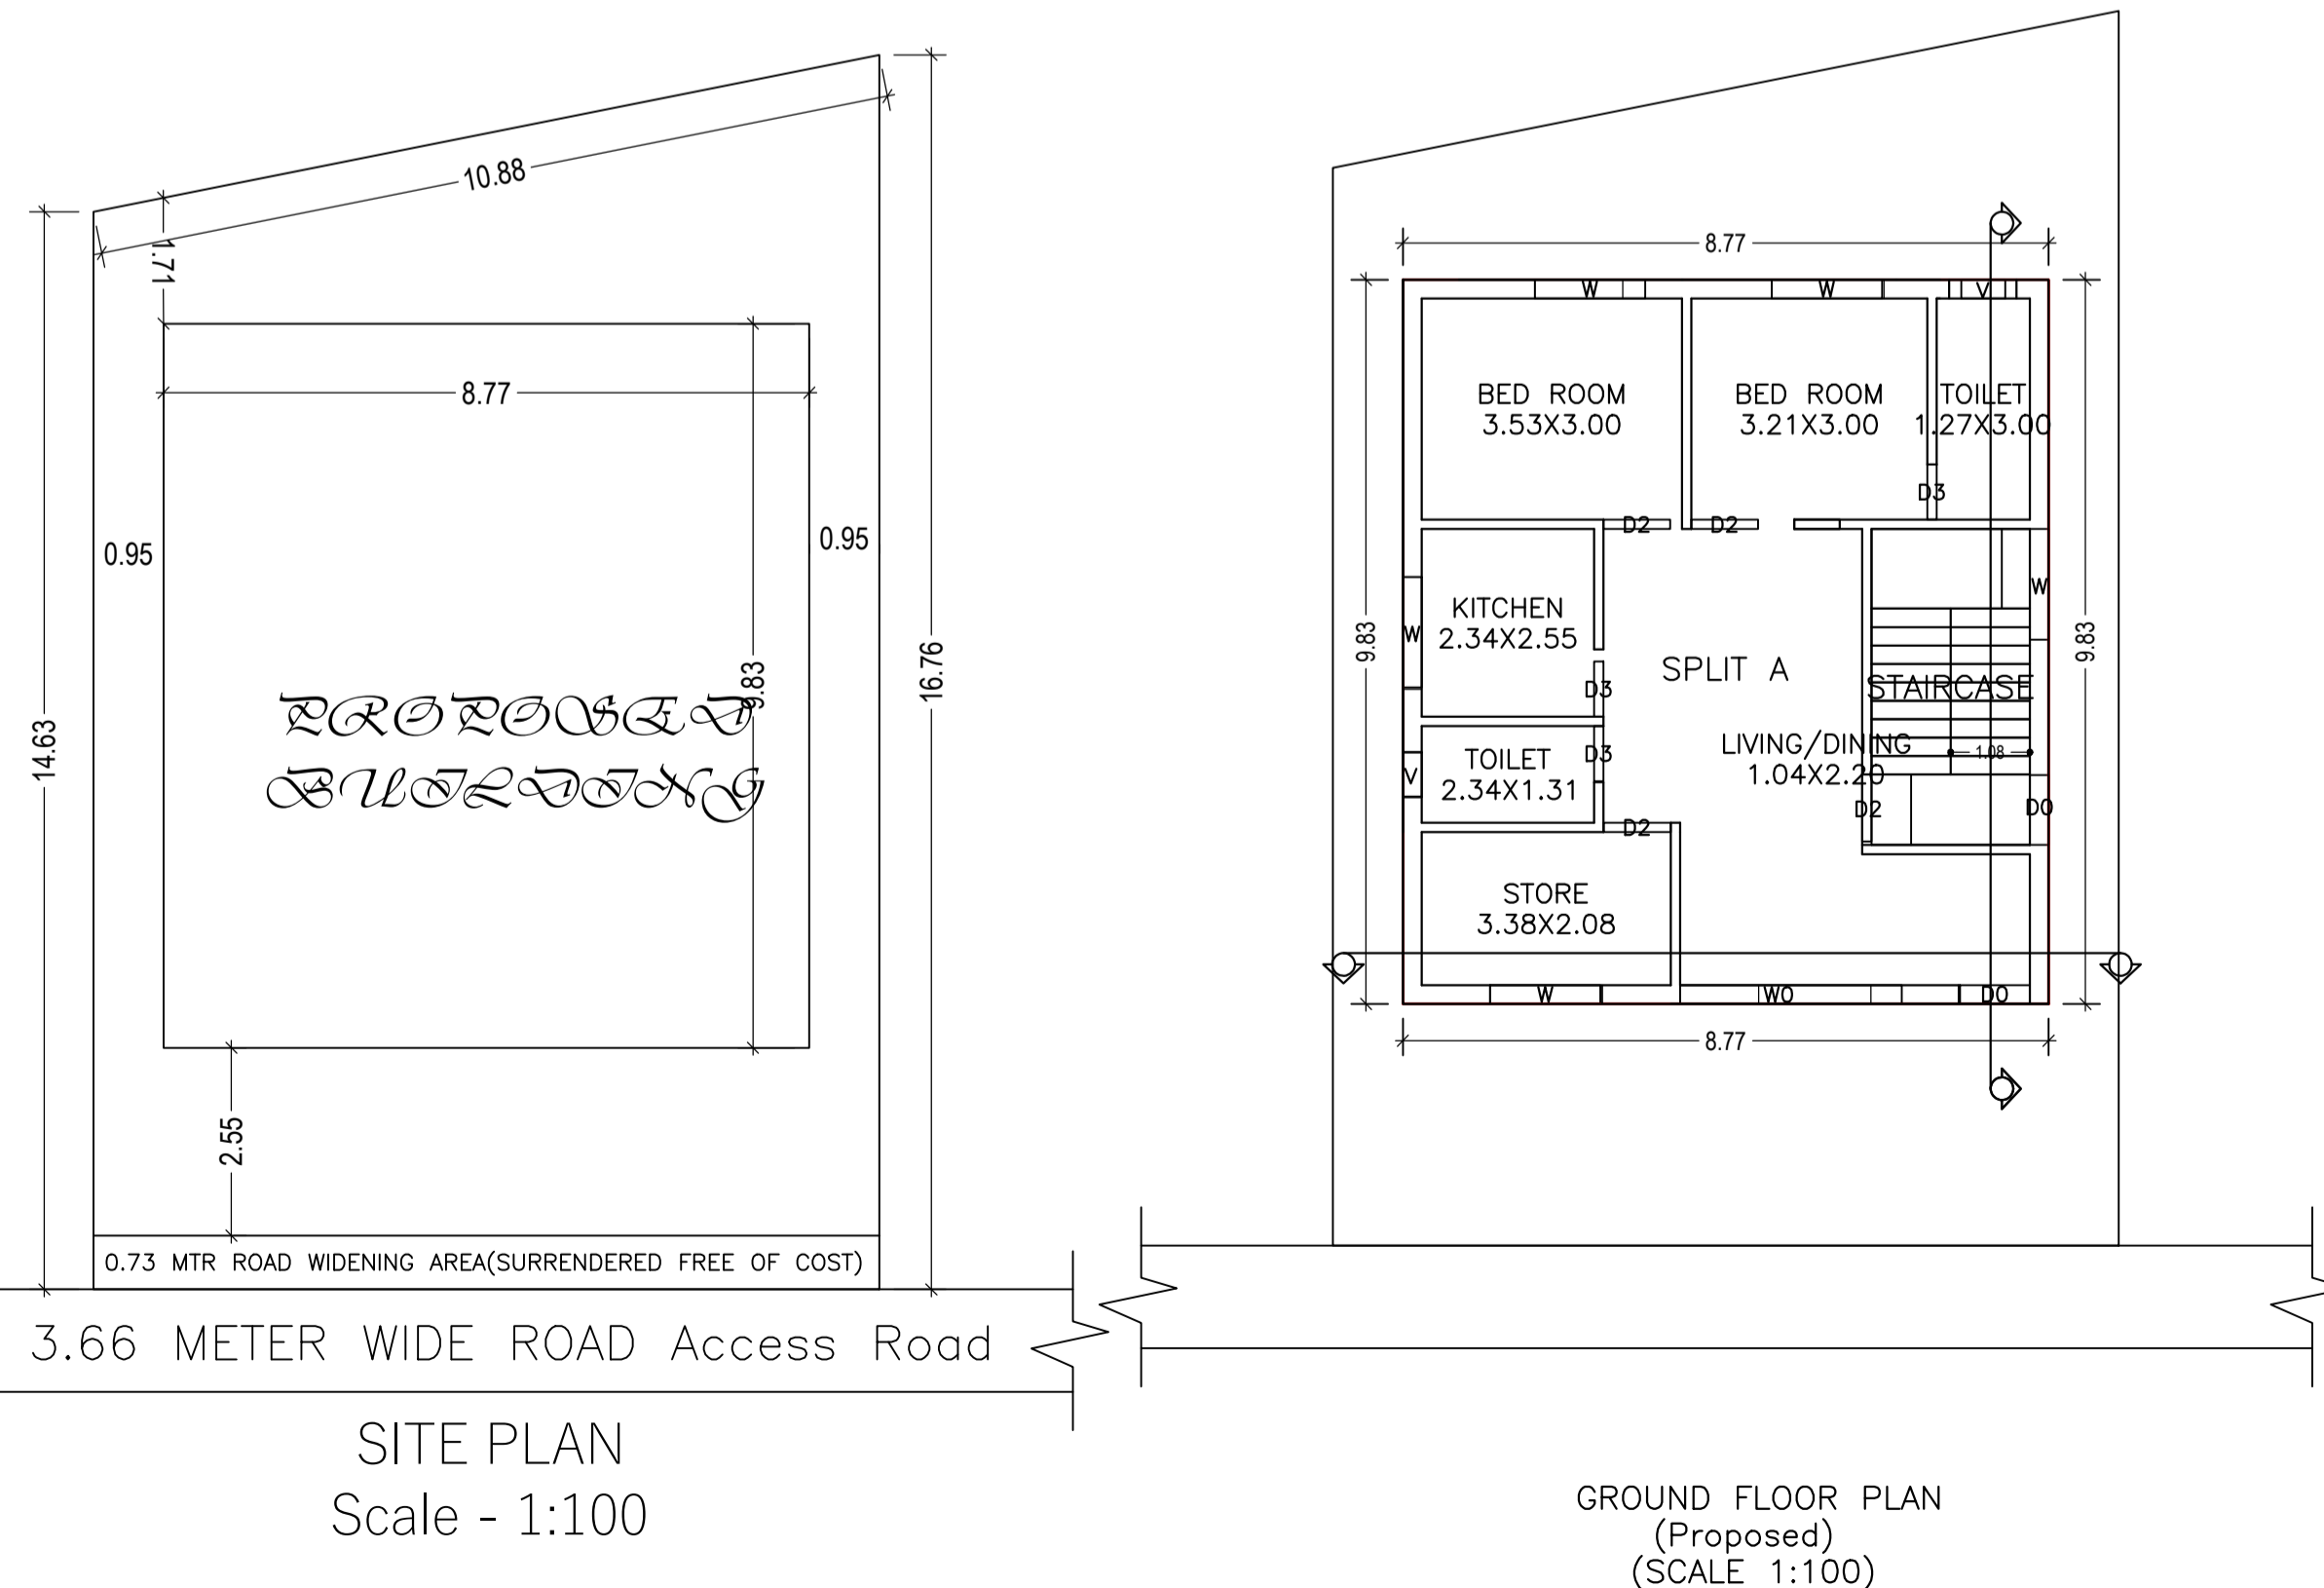 10.88
1.71
8.77
0.95
0.95
9.83
14.63
16.76
PROPOSED
BUILDING
2.55
0.73 MTR ROAD WIDENING AREA(SURRENDERED FREE OF COST)
3.66 METER WIDE ROAD Access Road
SITE PLAN
Scale - 1:100
8.77
W
W
V
BED ROOM
3.53X3.00
BED ROOM
3.21X3.00
TOILET
1.27X3.00
D3
D2
D2
9.83
9.83
W
KITCHEN
2.34X2.55
W
D3
SPLIT A
STAIRCASE
D3
TOILET
2.34X1.31
V
LIVING/DINING
1.04X2.20
1.08
D2
D0
D2
STORE
3.38X2.08
W
W0
D0
8.77
GROUND FLOOR PLAN
(Proposed)
(SCALE 1:100)